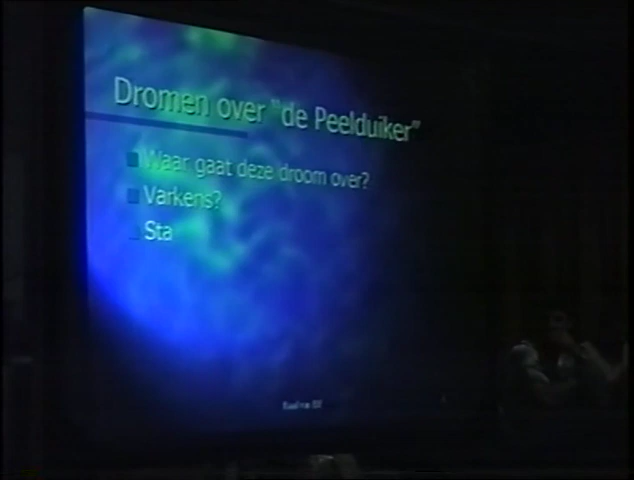 Dromen over "de Peelduiker"
Waar gaat deze droom over?
Varkens?
Sta